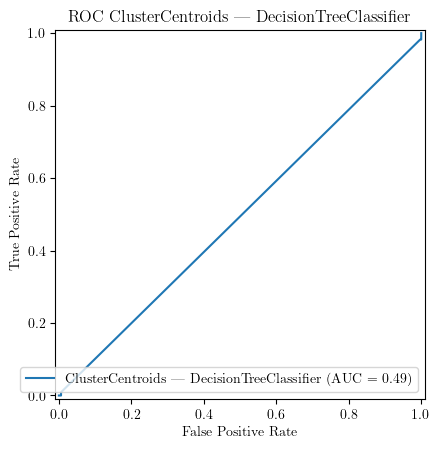 ROC ClusterCentroids — DecisionTreeClassifier
1.0
0.8
0.6
0.4
0.2
0.0
True Positive Rate
ClusterCentroids — DecisionTreeClassifier (AUC = 0.49)
0.0 0.2 0.4 0.6 0.8 1.0
False Positive Rate